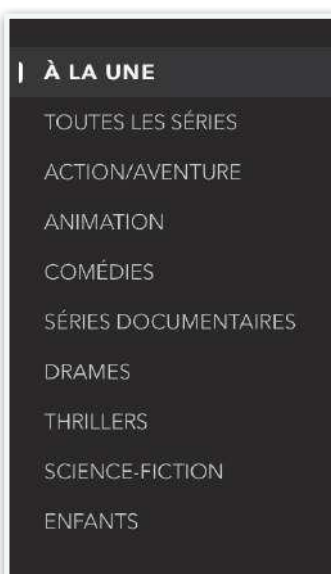 À LA UNE
TOUTES LES SÉRIES
ACTION/AVENTURE
ANIMATION
COMÉDIES
SÉRIES DOCUMENTAIRES
DRAMES
THRILLERS
SCIENCE-FICTION
ENFANTS